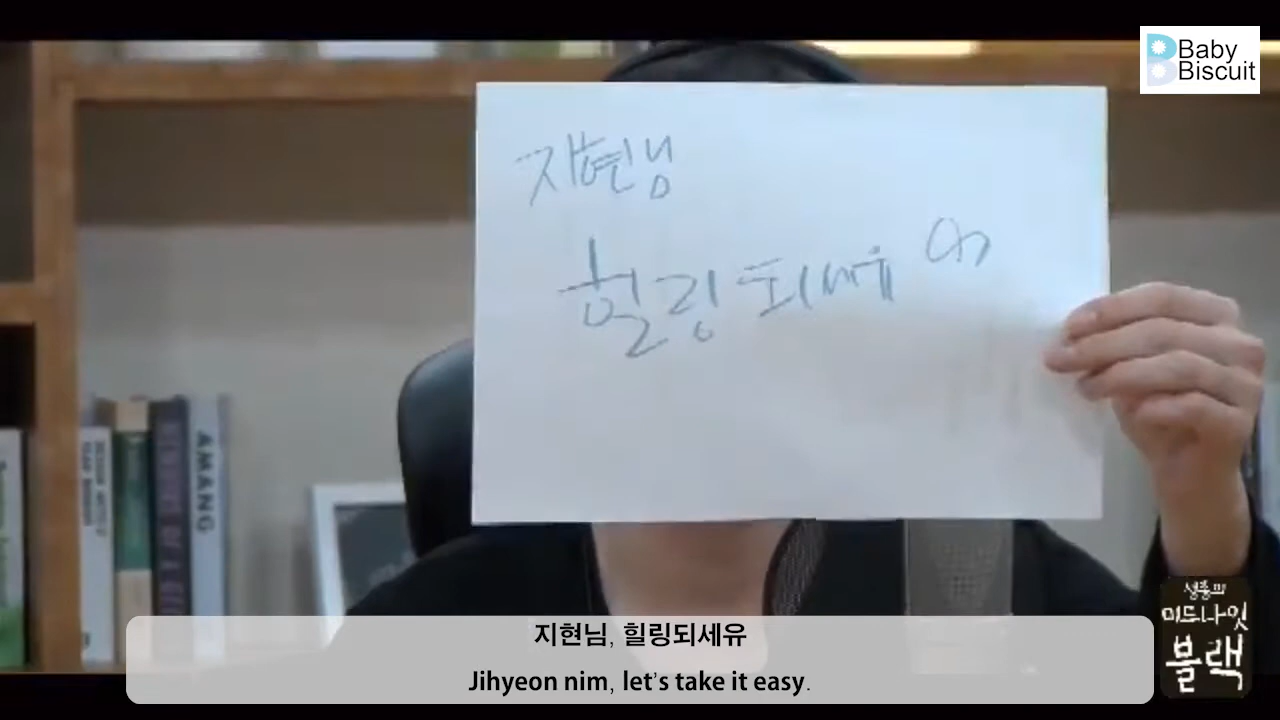 Baby
Biscuit
지현님
힐링되세유
AMANG
지현님, 힐링되세유
Jihyeon nim, let's take it easy.
미드나잇
블랙